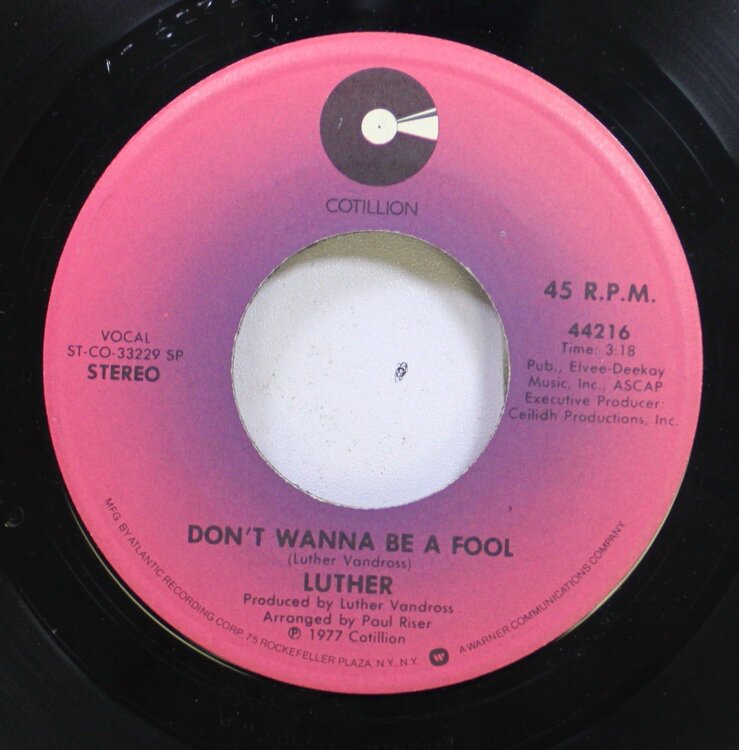 COTILLION
45 R.P.M.
44216
Time: 3:18
Pub., Elvee-Deekay
Music, Inc., ASCAP
Executive Producer:
Ceilidh Productions, Inc.
VOCAL
ST-CO-33229 SP
STEREO
DON'T WANNA BE A FOOL
(Luther Vandross)
LUTHER
Produced by Luther Vandross
Arranged by Paul Riser
℗ 1977 Cotillion
MFG. BY ATLANTIC RECORDING CORP. 75 ROCKEFELLER PLAZA, N.Y., N.Y. W A WARNER COMMUNICATIONS COMPANY